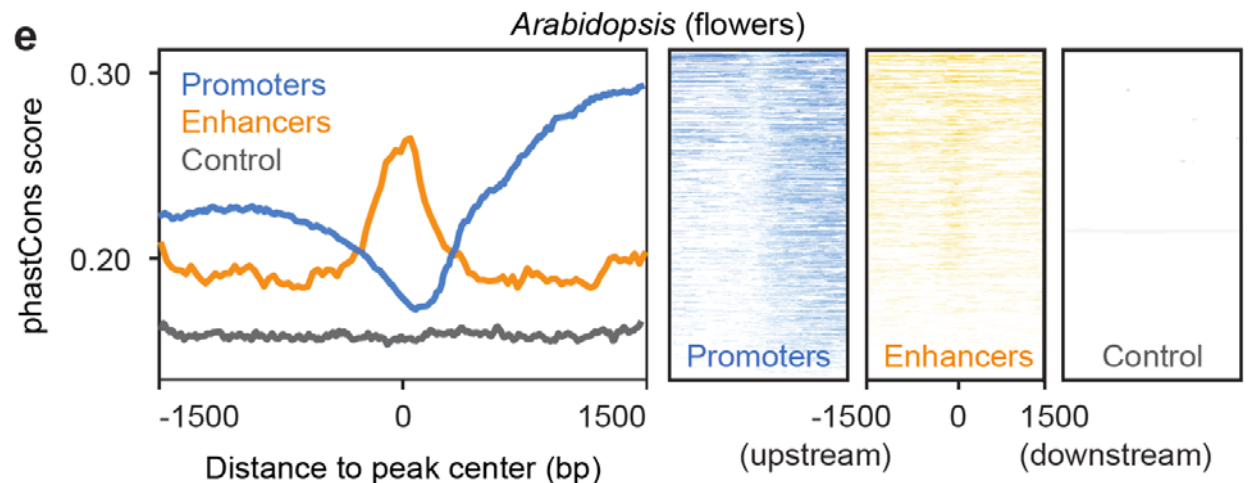 e
Arabidopsis (flowers)
phastCons score
0.30
0.20
Promoters
Enhancers
Control
Promoters
Enhancers
Control
-1500 0 1500
-1500 0 1500
(upstream) (downstream)
Distance to peak center (bp)